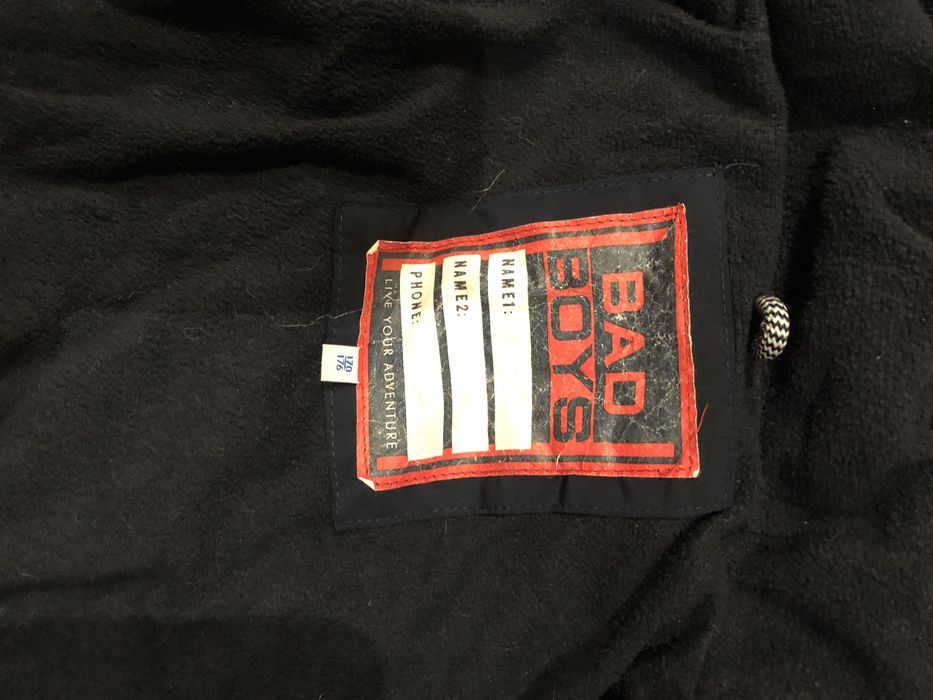 BAD
BOYS
NAME1:
NAME2:
PHONE:
LIVE YOUR ADVENTURE
170
176